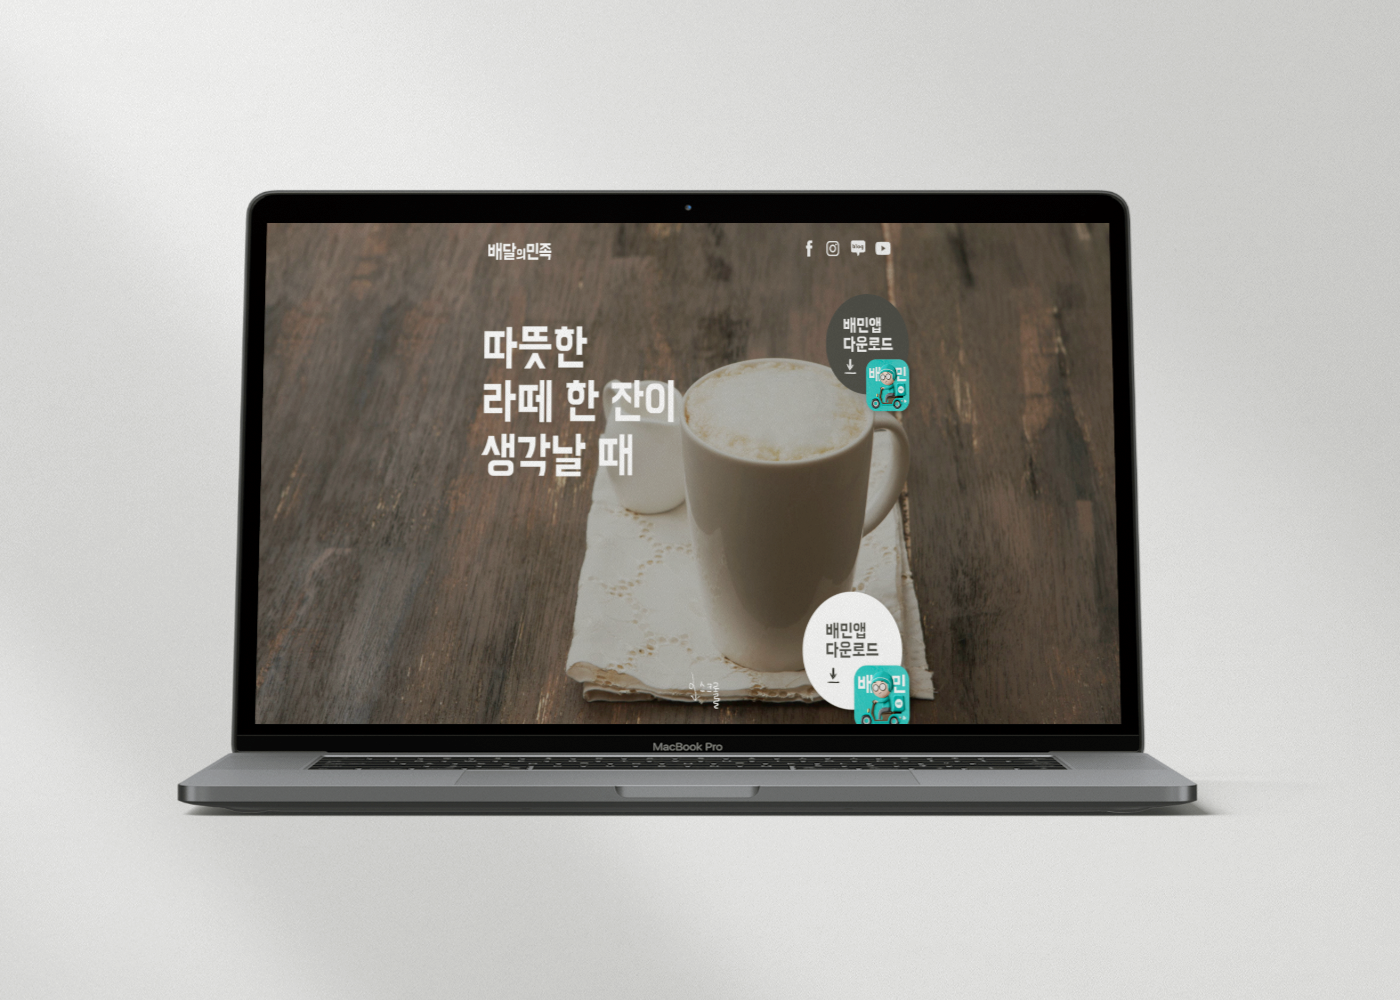 배달의민족
blog
따뜻한
라떼 한 잔이
생각날 때
배민앱
다운로드
배민
배민앱
다운로드
배민
MacBook Pro